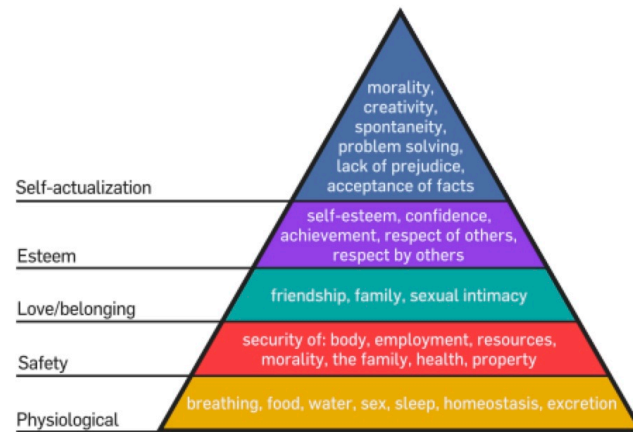 morality,
creativity,
spontaneity,
problem solving,
lack of prejudice,
acceptance of facts
Self-actualization
self-esteem, confidence,
achievement, respect of others,
respect by others
Esteem
friendship, family, sexual intimacy
Love/belonging
security of: body, employment, resources,
morality, the family, health, property
Safety
breathing, food, water, sex, sleep, homeostasis, excretion
Physiological